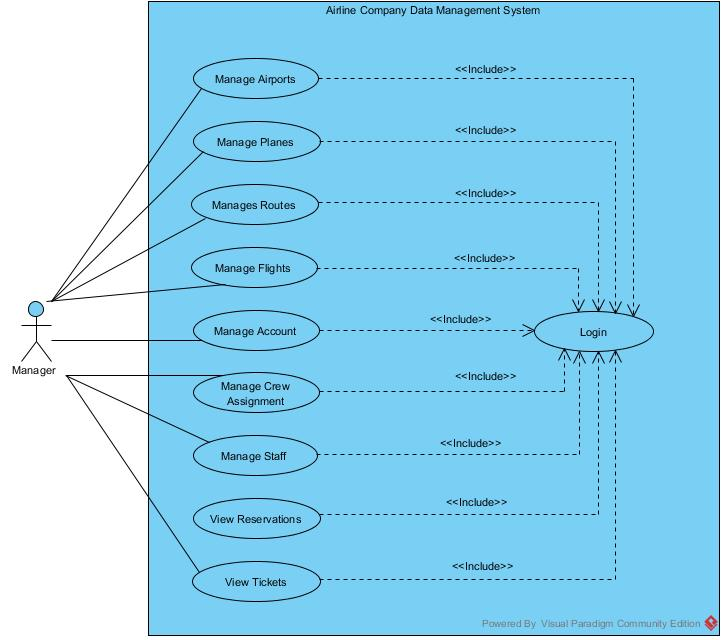 Airline Company Data Management System
Manage Airports
<<Include>>
Manage Planes
<<Include>>
Manages Routes
<<Include>>
Manage Flights
<<Include>>
Manager
Manage Account
<<Include>>
Login
Manage Crew
Assignment
<<Include>>
Manage Staff
<<Include>>
View Reservations
<<Include>>
View Tickets
<<Include>>
Powered By Visual Paradigm Community Edition